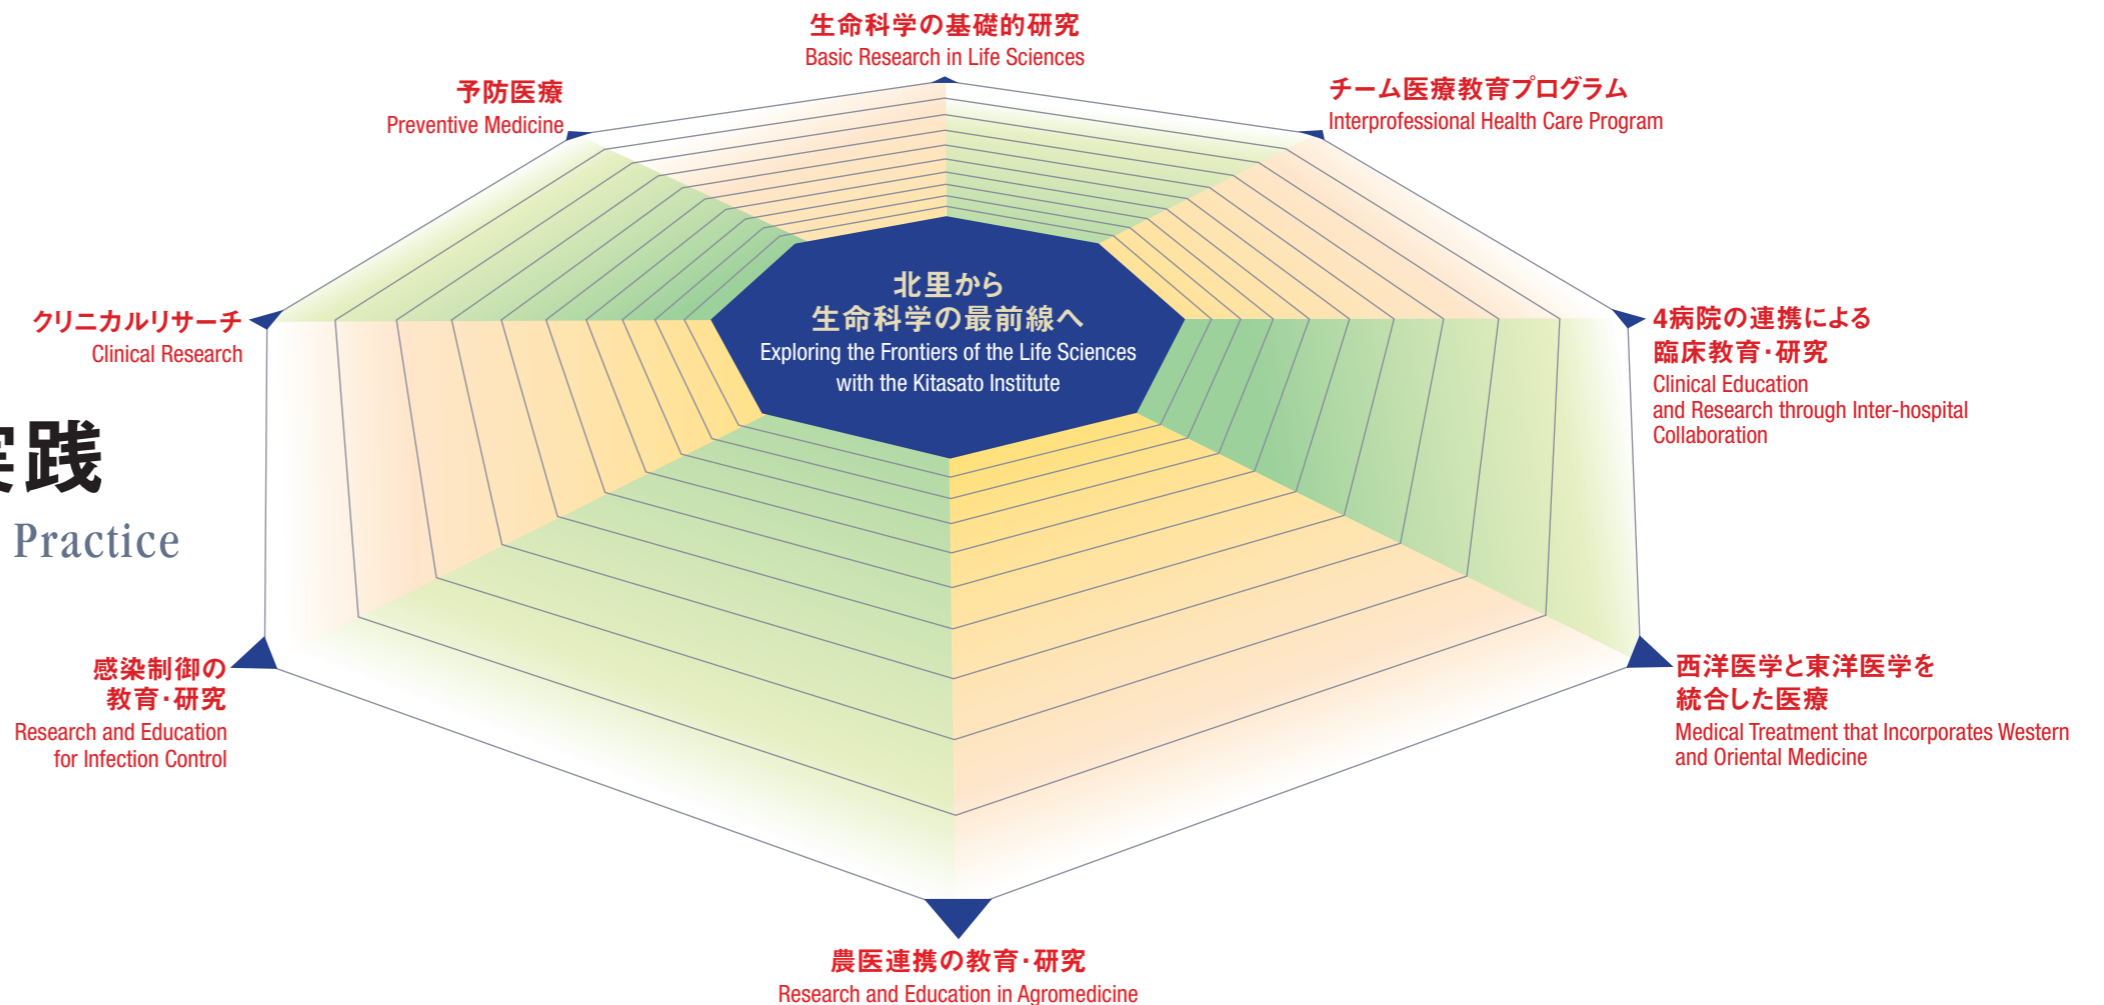 生命科学の基礎的研究
Basic Research in Life Sciences
予防医療
Preventive Medicine
チーム医療教育プログラム
Interprofessional Health Care Program
北里から
生命科学の最前線へ
Exploring the Frontiers of the Life Sciences
with the Kitasato Institute
クリニカルリサーチ
Clinical Research
4病院の連携による
臨床教育・研究
Clinical Education
and Research through Inter-hospital
Collaboration
実践
Practice
感染制御の
教育・研究
Research and Education
for Infection Control
西洋医学と東洋医学を
統合した医療
Medical Treatment that Incorporates Western
and Oriental Medicine
農医連携の教育・研究
Research and Education in Agromedicine